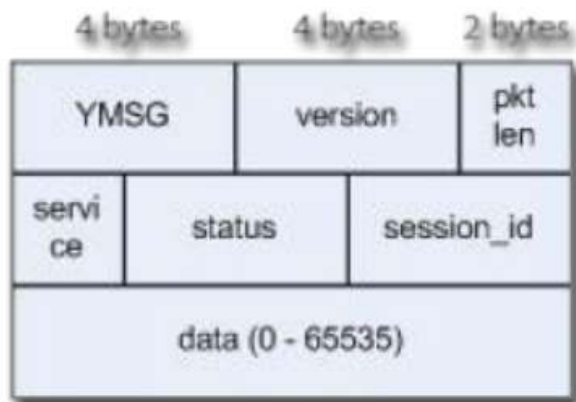 4 bytes 4 bytes 2 bytes
YMSG version pkt
len
servi
ce status session_id
data (0 - 65535)